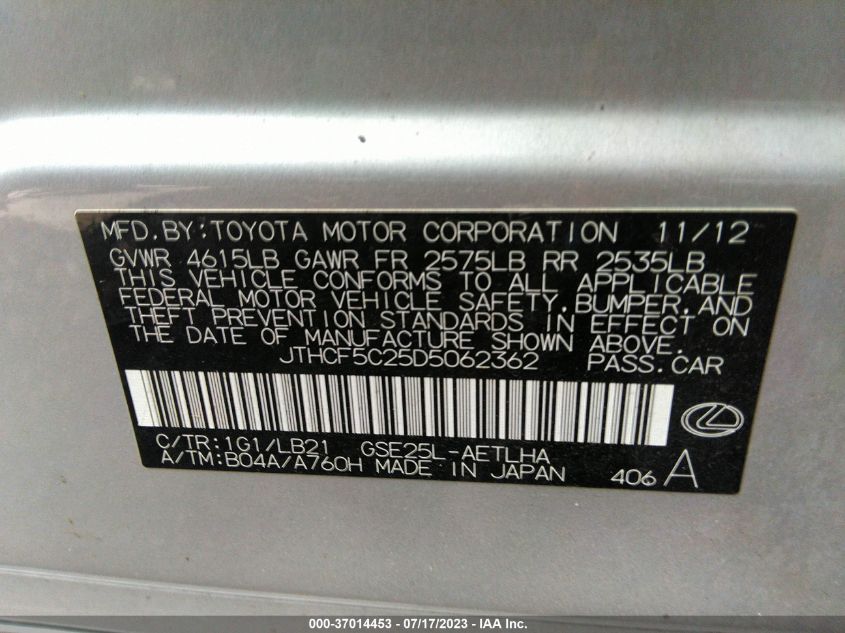 MFD.BY:TOYOTA MOTOR CORPORATION 11/12
GVWR 4615LB GAWR FR 2575LB RR 2535LB
THIS VEHICLE CONFORMS TO ALL APPLICABLE
FEDERAL MOTOR VEHICLE SAFETY,BUMPER,AND
THEFT PREVENTION STANDARDS IN EFFECT ON
THE DATE OF MANUFACTURE SHOWN ABOVE.
JTHCF5C25D5062362 PASS.CAR
C/TR:1G1/LB21 GSE25L-AETLHA
A/TM:B04A/A760H MADE IN JAPAN 406 A
000-37014453 - 07/17/2023 - IAA Inc.